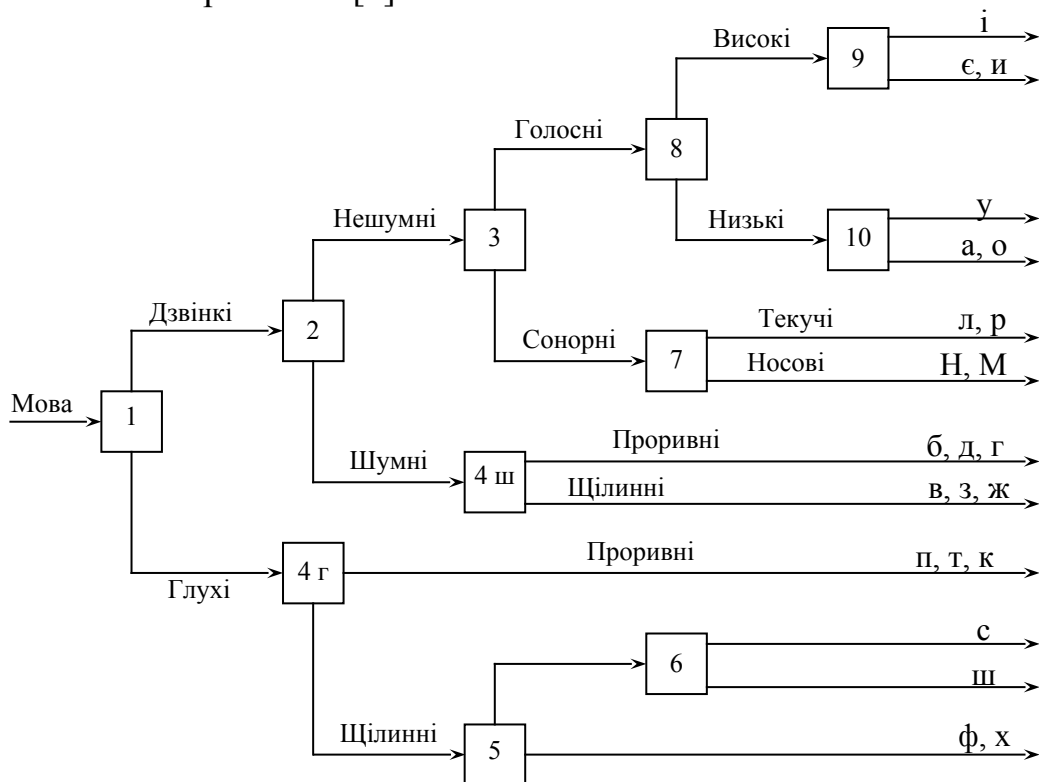 Високі
9
і
є, и
Голосні
8
Низькі
10
у
а, о
Нешумні
3
Дзвінкі
2
Сонорні
7
Текучі
л, р
Носові
Н, М
Мова
1
Шумні
4 ш
Проривні
б, д, г
Щілинні
в, з, ж
Глухі
4 г
Проривні
п, т, к
6
с
ш
Щілинні
5
ф, х